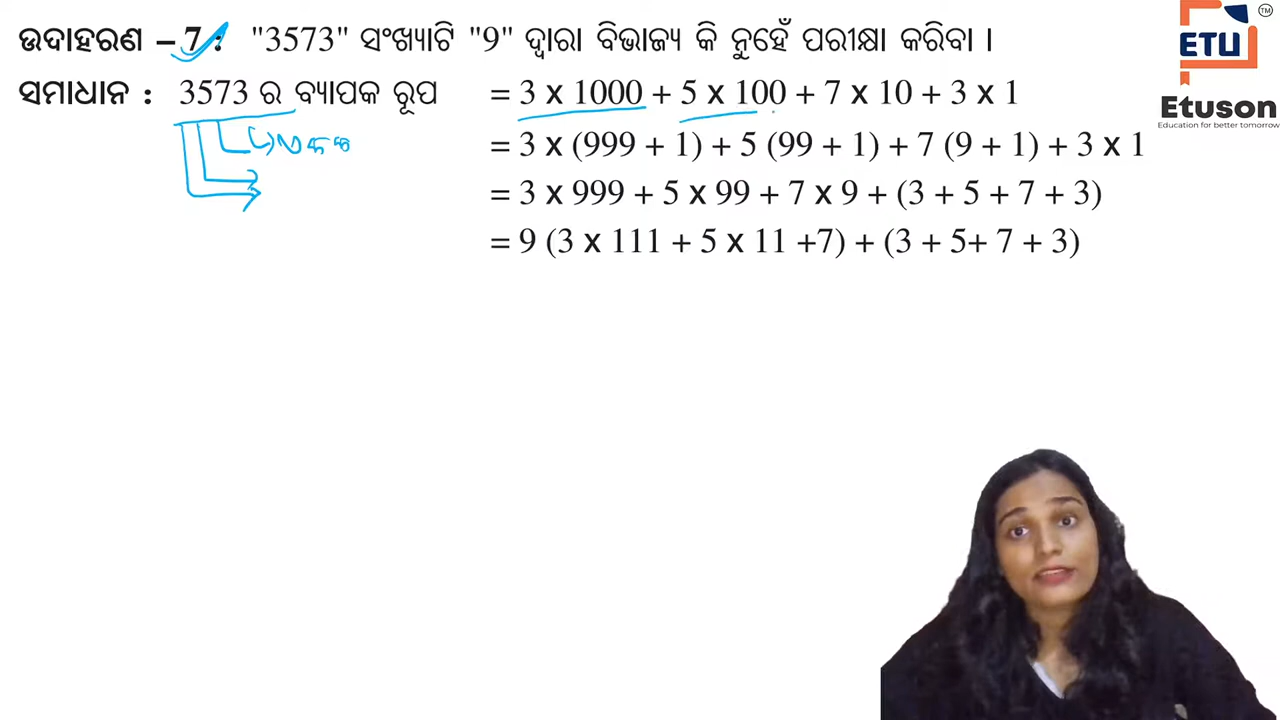 ଉଦାହରଣ – 7 : "3573" ସଂଖ୍ୟାଟି "9" ଦ୍ୱାରା ବିଭାଜ୍ୟ କି ନୁହେଁ ପରୀକ୍ଷା କରିବା ।
ସମାଧାନ : 3573 ର ବ୍ୟାପକ ରୂପ = 3 x 1000 + 5 x 100 + 7 x 10 + 3 x 1
= 3 x (999 + 1) + 5 (99 + 1) + 7 (9 + 1) + 3 x 1
= 3 x 999 + 5 x 99 + 7 x 9 + (3 + 5 + 7 + 3)
= 9 (3 x 111 + 5 x 11 +7) + (3 + 5+ 7 + 3)
ETU
TM
Etuson
Education for better tomorrow